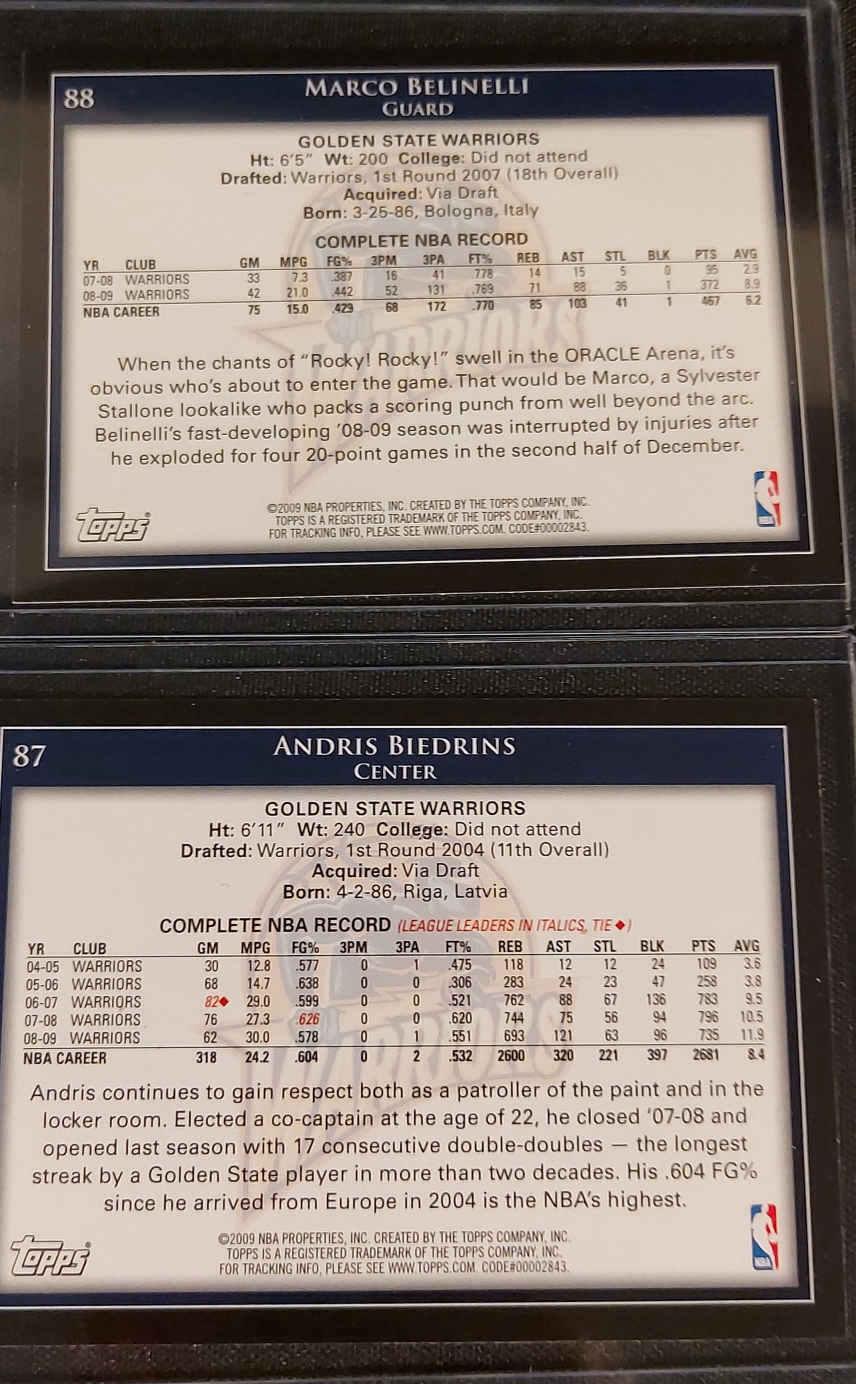 88
MARCO BELINELLI
GUARD
GOLDEN STATE WARRIORS
Ht: 6'5" Wt: 200 College: Did not attend
Drafted: Warriors, 1st Round 2007 (18th Overall)
Acquired: Via Draft
Born: 3-25-86, Bologna, Italy
COMPLETE NBA RECORD
YR CLUB GM MPG FG% 3PM 3PA FT% REB AST STL BLK PTS AVG
07-08 WARRIORS 33 7.3 .387 16 41 .778 14 15 5 0 95 2.9
08-09 WARRIORS 42 21.0 .442 52 131 .769 71 88 36 1 372 8.9
NBA CAREER 75 15.0 .429 68 172 .770 85 103 41 1 467 6.2
When the chants of "Rocky! Rocky!" swell in the ORACLE Arena, it's
obvious who's about to enter the game. That would be Marco, a Sylvester
Stallone lookalike who packs a scoring punch from well beyond the arc.
Belinelli's fast-developing '08-09 season was interrupted by injuries after
he exploded for four 20-point games in the second half of December.
©2009 NBA PROPERTIES, INC. CREATED BY THE TOPPS COMPANY, INC.
TOPPS IS A REGISTERED TRADEMARK OF THE TOPPS COMPANY, INC.
FOR TRACKING INFO, PLEASE SEE WWW.TOPPS.COM. CODE#00002843.
TOPPS®
NBA
WARRIORS
87
ANDRIS BIEDRINS
CENTER
GOLDEN STATE WARRIORS
Ht: 6'11" Wt: 240 College: Did not attend
Drafted: Warriors, 1st Round 2004 (11th Overall)
Acquired: Via Draft
Born: 4-2-86, Riga, Latvia
COMPLETE NBA RECORD (LEAGUE LEADERS IN ITALICS, TIE ♦)
YR CLUB GM MPG FG% 3PM 3PA FT% REB AST STL BLK PTS AVG
04-05 WARRIORS 30 12.8 .577 0 1 .475 118 12 12 24 109 3.6
05-06 WARRIORS 68 14.7 .638 0 0 .306 283 24 23 47 258 3.8
06-07 WARRIORS 82♦ 29.0 .599 0 0 .521 762 88 67 136 783 9.5
07-08 WARRIORS 76 27.3 .626 0 0 .620 744 75 56 94 796 10.5
08-09 WARRIORS 62 30.0 .578 0 1 .551 693 121 63 96 735 11.9
NBA CAREER 318 24.2 .604 0 2 .532 2600 320 221 397 2681 8.4
Andris continues to gain respect both as a patroller of the paint and in the
locker room. Elected a co-captain at the age of 22, he closed '07-08 and
opened last season with 17 consecutive double-doubles — the longest
streak by a Golden State player in more than two decades. His .604 FG%
since he arrived from Europe in 2004 is the NBA's highest.
©2009 NBA PROPERTIES, INC. CREATED BY THE TOPPS COMPANY, INC.
TOPPS IS A REGISTERED TRADEMARK OF THE TOPPS COMPANY, INC.
FOR TRACKING INFO, PLEASE SEE WWW.TOPPS.COM. CODE#00002843.
TOPPS®
NBA
WARRIORS